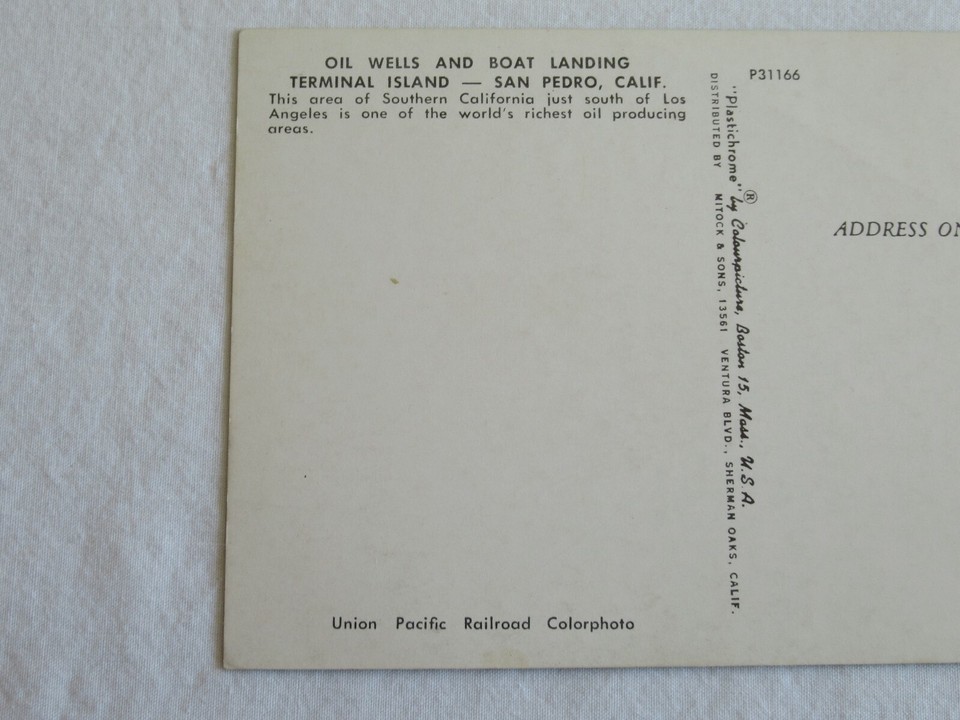 OIL WELLS AND BOAT LANDING
TERMINAL ISLAND — SAN PEDRO, CALIF.
This area of Southern California just south of Los
Angeles is one of the world's richest oil producing
areas.
Union Pacific Railroad Colorphoto
DISTRIBUTED BY MITOCK & SONS, 13561 VENTURA BLVD., SHERMAN OAKS, CALIF.
"Plastichrome"® by Colourpicture, Boston 15, Mass., U.S.A.
P31166
ADDRESS ON